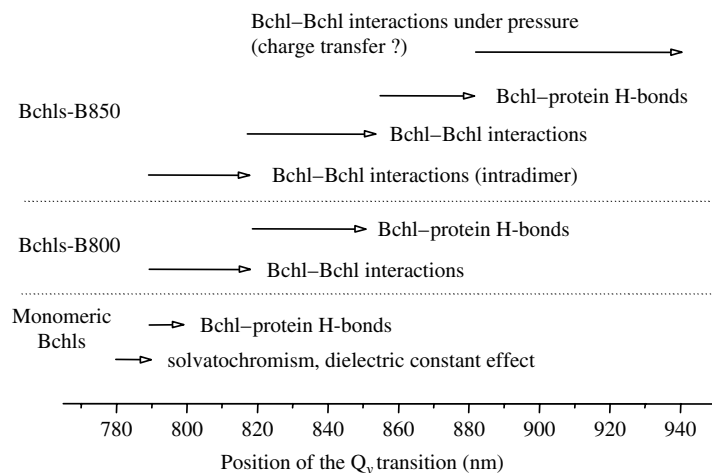 Bchl–Bchl interactions under pressure
(charge transfer ?)
Bchl–protein H-bonds
Bchls-B850
Bchl–Bchl interactions
Bchl–Bchl interactions (intradimer)
Bchl–protein H-bonds
Bchls-B800
Bchl–Bchl interactions
Monomeric
Bchls
Bchl–protein H-bonds
solvatochromism, dielectric constant effect
780 800 820 840 860 880 900 920 940
Position of the Qy transition (nm)